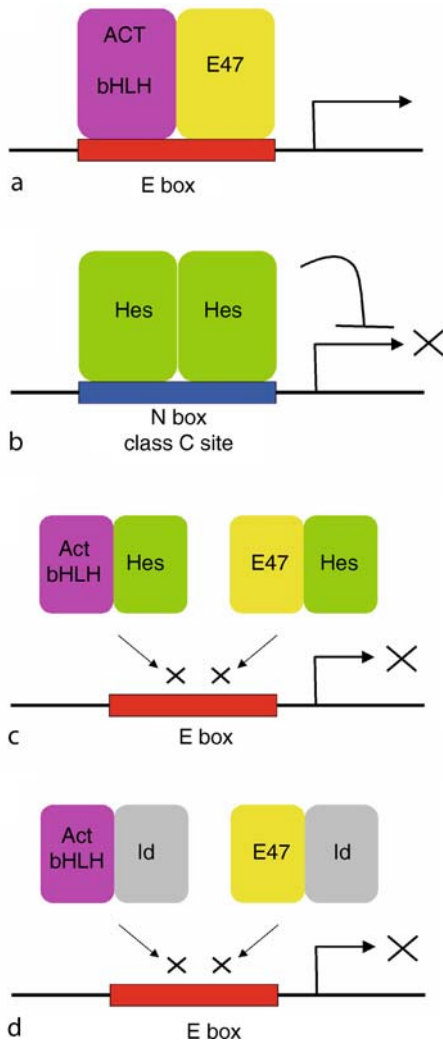 ACT
bHLH
E47
E box
a
Hes Hes
N box
class C site
b
Act
bHLH
Hes
E47
Hes
E box
c
Act
bHLH
Id
E47
Id
E box
d